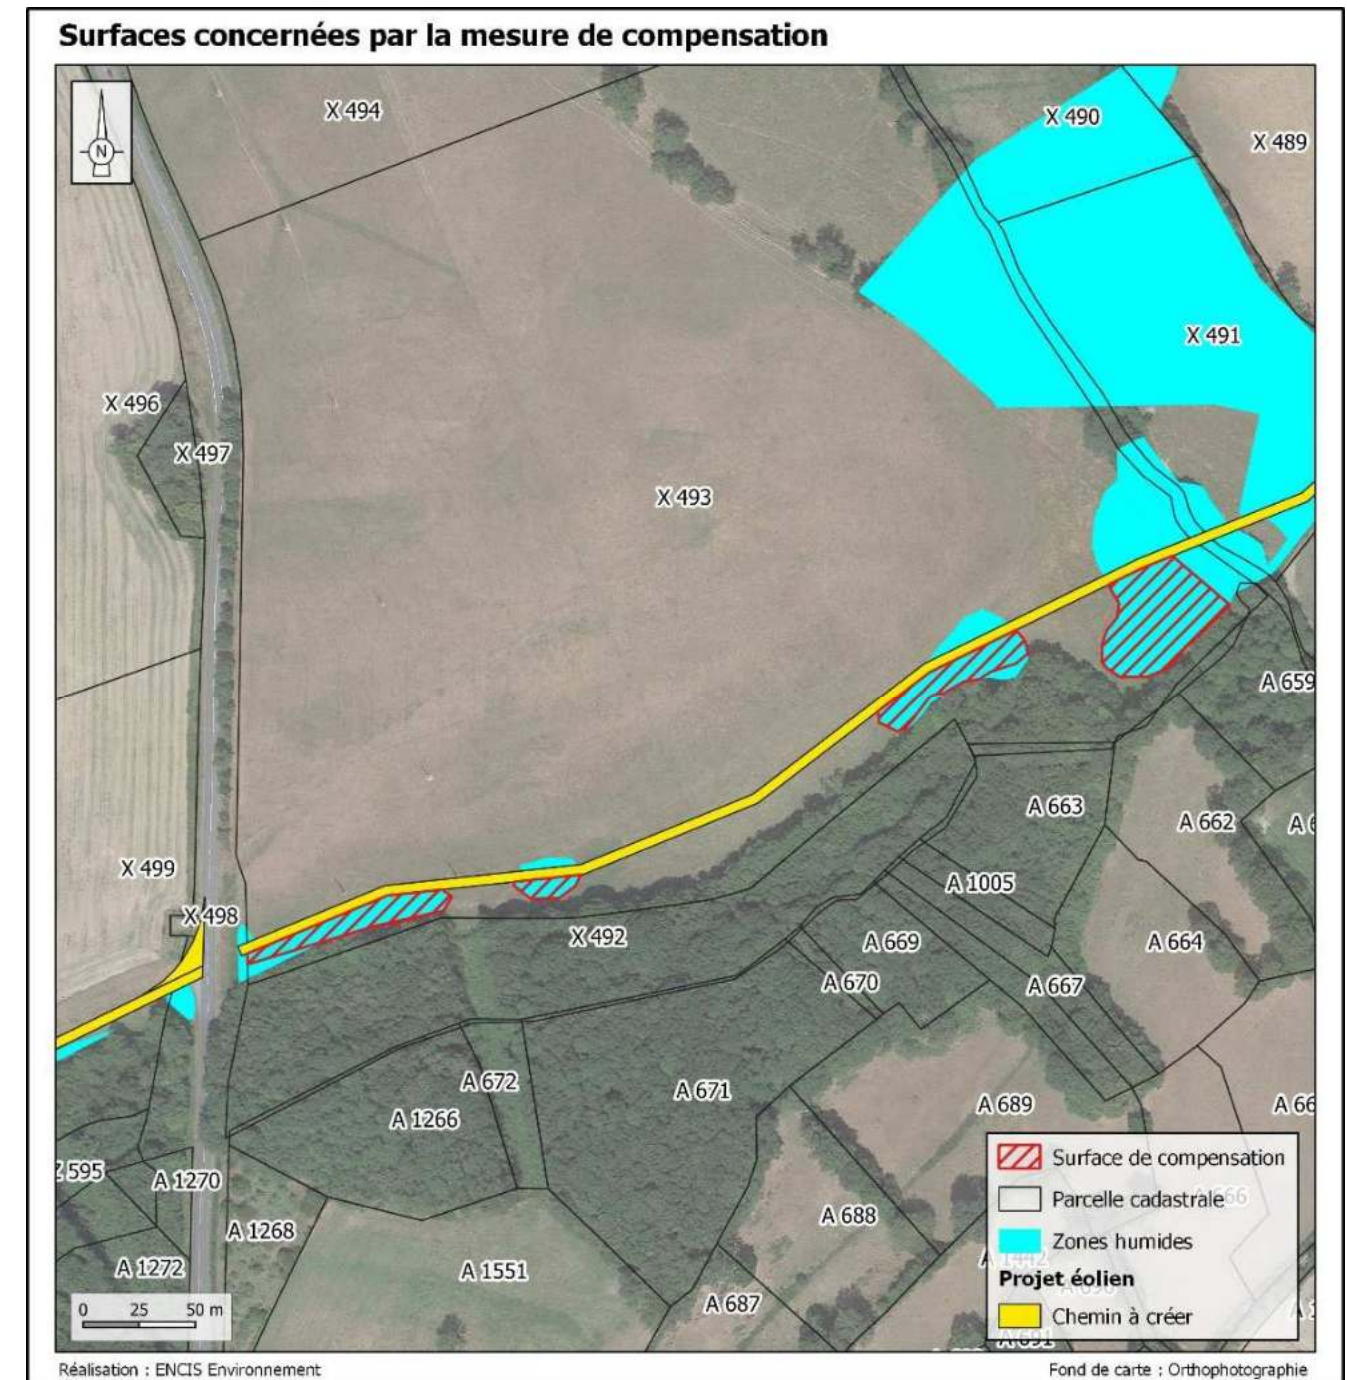 Surfaces concernées par la mesure de compensation
N
X 494
X 490
X 489
X 491
X 496
X 497
X 493
A 659
A 663
A 662
X 499
A 1005
X 498
X 492
A 669
A 664
A 670
A 667
A 672
A 671
A 689
A 1266
595
A 1270
A 688
A 1268
A 1272
A 1551
A 687
Surface de compensation
Parcelle cadastrale
Zones humides
Projet éolien
Chemin à créer
A 691
0 25 50 m
Réalisation : ENCIS Environnement
Fond de carte : Orthophotographie